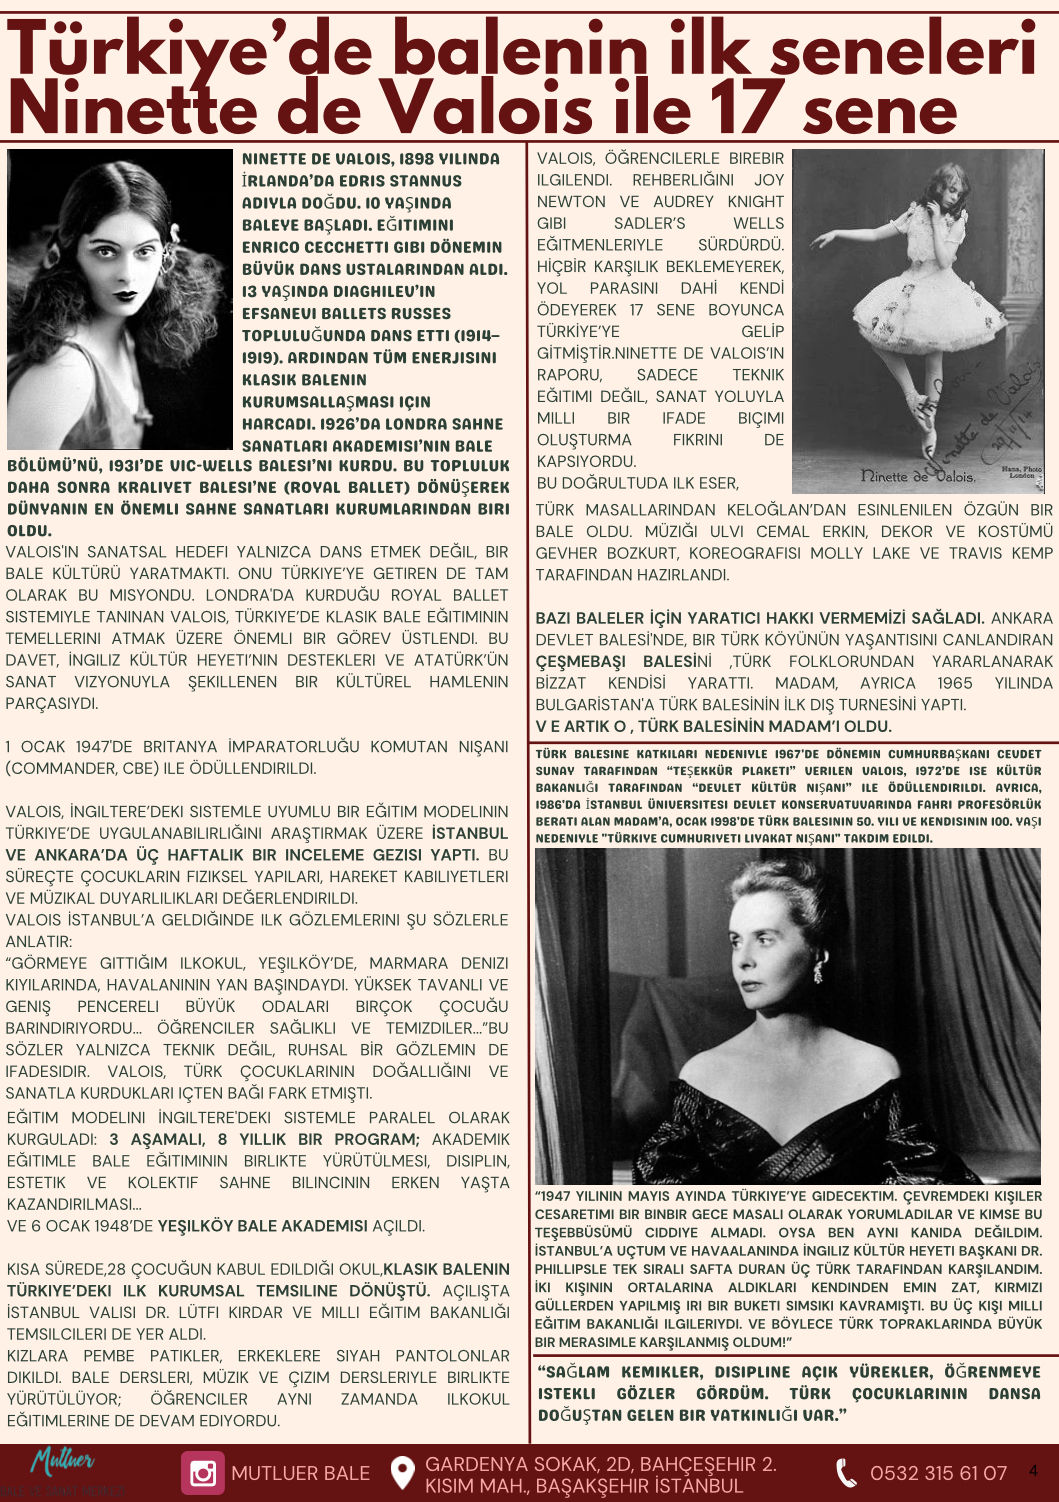 Türkiye’de balenin ilk seneleri
Ninette de Valois ile 17 sene
NINETTE DE VALOIS, 1898 YILINDA
İRLANDA’DA EDRIS STANNUS
ADIYLA DOĞDU. 10 YAŞINDA
BALEYE BAŞLADI. EĞITIMINI
ENRICO CECCHETTI GIBI DÖNEMIN
BÜYÜK DANS USTALARINDAN ALDI.
13 YAŞINDA DIAGHILEV’IN
EFSANEVI BALLETS RUSSES
TOPLULUĞUNDA DANS ETTI (1914–
1919). ARDINDAN TÜM ENERJISINI
KLASIK BALENIN
KURUMSALLAŞMASI IÇIN
HARCADI. 1926’DA LONDRA SAHNE
SANATLARI AKADEMISI’NIN BALE
BÖLÜMÜ’NÜ, 1931’DE VIC-WELLS BALESI’NI KURDU. BU TOPLULUK
DAHA SONRA KRALIYET BALESI’NE (ROYAL BALLET) DÖNÜŞEREK
DÜNYANIN EN ÖNEMLI SAHNE SANATLARI KURUMLARINDAN BIRI
OLDU.
VALOIS'IN SANATSAL HEDEFI YALNIZCA DANS ETMEK DEĞIL, BIR
BALE KÜLTÜRÜ YARATMAKTI. ONU TÜRKIYE’YE GETIREN DE TAM
OLARAK BU MISYONDU. LONDRA'DA KURDUĞU ROYAL BALLET
SISTEMIYLE TANINAN VALOIS, TÜRKIYE’DE KLASIK BALE EĞITIMININ
TEMELLERINI ATMAK ÜZERE ÖNEMLI BIR GÖREV ÜSTLENDI. BU
DAVET, İNGILIZ KÜLTÜR HEYETI’NIN DESTEKLERI VE ATATÜRK’ÜN
SANAT VIZYONUYLA ŞEKILLENEN BIR KÜLTÜREL HAMLENIN
PARÇASIYDI.
1 OCAK 1947'DE BRITANYA İMPARATORLUĞU KOMUTAN NIŞANI
(COMMANDER, CBE) ILE ÖDÜLLENDIRILDI.
VALOIS, İNGILTERE’DEKI SISTEMLE UYUMLU BIR EĞITIM MODELININ
TÜRKIYE’DE UYGULANABILIRLIĞINI ARAŞTIRMAK ÜZERE İSTANBUL
VE ANKARA’DA ÜÇ HAFTALIK BIR INCELEME GEZISI YAPTI. BU
SÜREÇTE ÇOCUKLARIN FIZIKSEL YAPILARI, HAREKET KABILIYETLERI
VE MÜZIKAL DUYARLILIKLARI DEĞERLENDIRILDI.
VALOIS İSTANBUL’A GELDIĞINDE ILK GÖZLEMLERINI ŞU SÖZLERLE
ANLATIR:
“GÖRMEYE GITTIĞIM ILKOKUL, YEŞILKÖY’DE, MARMARA DENIZI
KIYILARINDA, HAVALANININ YAN BAŞINDAYDI. YÜKSEK TAVANLI VE
GENIŞ PENCERELI BÜYÜK ODALARI BIRÇOK ÇOCUĞU
BARINDIRIYORDU... ÖĞRENCILER SAĞLIKLI VE TEMIZDILER...”BU
SÖZLER YALNIZCA TEKNIK DEĞIL, RUHSAL BİR GÖZLEMIN DE
IFADESIDIR. VALOIS, TÜRK ÇOCUKLARININ DOĞALLIĞINI VE
SANATLA KURDUKLARI IÇTEN BAĞI FARK ETMIŞTI.
EĞITIM MODELINI İNGILTERE'DEKI SISTEMLE PARALEL OLARAK
KURGULADI: 3 AŞAMALI, 8 YILLIK BIR PROGRAM; AKADEMIK
EĞITIMLE BALE EĞITIMININ BIRLIKTE YÜRÜTÜLMESI, DISIPLIN,
ESTETIK VE KOLEKTIF SAHNE BILINCININ ERKEN YAŞTA
KAZANDIRILMASI...
VE 6 OCAK 1948’DE YEŞILKÖY BALE AKADEMISI AÇILDI.
KISA SÜREDE,28 ÇOCUĞUN KABUL EDILDIĞI OKUL,KLASIK BALENIN
TÜRKIYE’DEKI ILK KURUMSAL TEMSILINE DÖNÜŞTÜ. AÇILIŞTA
İSTANBUL VALISI DR. LÜTFI KIRDAR VE MILLI EĞITIM BAKANLIĞI
TEMSILCILERI DE YER ALDI.
KIZLARA PEMBE PATIKLER, ERKEKLERE SIYAH PANTOLONLAR
DIKILDI. BALE DERSLERI, MÜZIK VE ÇIZIM DERSLERIYLE BIRLIKTE
YÜRÜTÜLÜYOR; ÖĞRENCILER AYNI ZAMANDA ILKOKUL
EĞITIMLERINE DE DEVAM EDIYORDU.
VALOIS, ÖĞRENCILERLE BIREBIR
ILGILENDI. REHBERLIĞINI JOY
NEWTON VE AUDREY KNIGHT
GIBI SADLER’S WELLS
EĞITMENLERIYLE SÜRDÜRDÜ.
HİÇBİR KARŞILIK BEKLEMEYEREK,
YOL PARASINI DAHİ KENDİ
ÖDEYEREK 17 SENE BOYUNCA
TÜRKİYE’YE GELİP
GİTMİŞTİR.NINETTE DE VALOIS’IN
RAPORU, SADECE TEKNIK
EĞITIMI DEĞIL, SANAT YOLUYLA
MILLI BIR IFADE BIÇIMI
OLUŞTURMA FIKRINI DE
KAPSIYORDU.
BU DOĞRULTUDA ILK ESER,
TÜRK MASALLARINDAN KELOĞLAN’DAN ESINLENILEN ÖZGÜN BIR
BALE OLDU. MÜZIĞI ULVI CEMAL ERKIN, DEKOR VE KOSTÜMÜ
GEVHER BOZKURT, KOREOGRAFISI MOLLY LAKE VE TRAVIS KEMP
TARAFINDAN HAZIRLANDI.
BAZI BALELER İÇİN YARATICI HAKKI VERMEMİZİ SAĞLADI. ANKARA
DEVLET BALESİ'NDE, BIR TÜRK KÖYÜNÜN YAŞANTISINI CANLANDIRAN
ÇEŞMEBAŞI BALESİNİ ,TÜRK FOLKLORUNDAN YARARLANARAK
BİZZAT KENDİSİ YARATTI. MADAM, AYRICA 1965 YILINDA
BULGARİSTAN'A TÜRK BALESİNİN İLK DIŞ TURNESİNİ YAPTI.
V E ARTIK O , TÜRK BALESİNİN MADAM’I OLDU.
TÜRK BALESINE KATKILARI NEDENIYLE 1967’DE DÖNEMIN CUMHURBAŞKANI CEVDET
SUNAY TARAFINDAN “TEŞEKKÜR PLAKETI” VERILEN VALOIS, 1972’DE ISE KÜLTÜR
BAKANLIĞI TARAFINDAN “DEVLET KÜLTÜR NIŞANI” ILE ÖDÜLLENDIRILDI. AYRICA,
1986’DA İSTANBUL ÜNIVERSITESI DEVLET KONSERVATUVARINDA FAHRI PROFESÖRLÜK
BERATI ALAN MADAM’A, OCAK 1998’DE TÜRK BALESININ 50. YILI VE KENDISININ 100. YAŞI
NEDENIYLE "TÜRKIYE CUMHURIYETI LIYAKAT NIŞANI" TAKDIM EDILDI.
“1947 YILININ MAYIS AYINDA TÜRKIYE’YE GIDECEKTIM. ÇEVREMDEKI KIŞILER
CESARETIMI BIR BINBIR GECE MASALI OLARAK YORUMLADILAR VE KIMSE BU
TEŞEBBÜSÜMÜ CIDDIYE ALMADI. OYSA BEN AYNI KANIDA DEĞILDIM.
İSTANBUL’A UÇTUM VE HAVAALANINDA İNGILIZ KÜLTÜR HEYETI BAŞKANI DR.
PHILLIPSLE TEK SIRALI SAFTA DURAN ÜÇ TÜRK TARAFINDAN KARŞILANDIM.
İKI KIŞININ ORTALARINA ALDIKLARI KENDINDEN EMIN ZAT, KIRMIZI
GÜLLERDEN YAPILMIŞ IRI BIR BUKETI SIMSIKI KAVRAMIŞTI. BU ÜÇ KIŞI MILLI
EĞITIM BAKANLIĞI ILGILERIYDI. VE BÖYLECE TÜRK TOPRAKLARINDA BÜYÜK
BIR MERASIMLE KARŞILANMIŞ OLDUM!”
“SAĞLAM KEMIKLER, DISIPLINE AÇIK YÜREKLER, ÖĞRENMEYE
ISTEKLI GÖZLER GÖRDÜM. TÜRK ÇOCUKLARININ DANSA
DOĞUŞTAN GELEN BIR YATKINLIĞI VAR.”
Ninette de Valois
29/11/14
Ninette de Valois.
Hana, Photo
London
Mutluer
MUTLUER BALE
GARDENYA SOKAK, 2D, BAHÇEŞEHIR 2.
KISIM MAH., BAŞAKŞEHIR İSTANBUL
0532 315 61 07
4